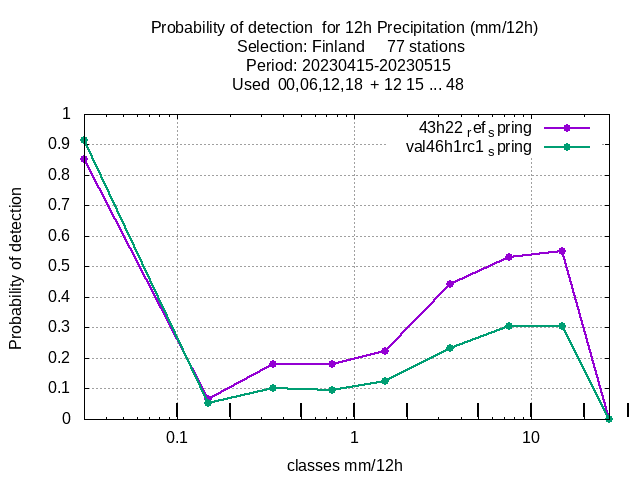 Probability of detection  for 12h Precipitation (mm/12h)
Selection: Finland     77 stations
Period: 20230415-20230515
Used  00,06,12,18  + 12 15 ... 48
43h22 ref spring
val46h1rc1 spring
1
0.9
0.8
0.7
0.6
0.5
0.4
0.3
0.2
0.1
0
Probability of detection
0.1 1 10
classes mm/12h